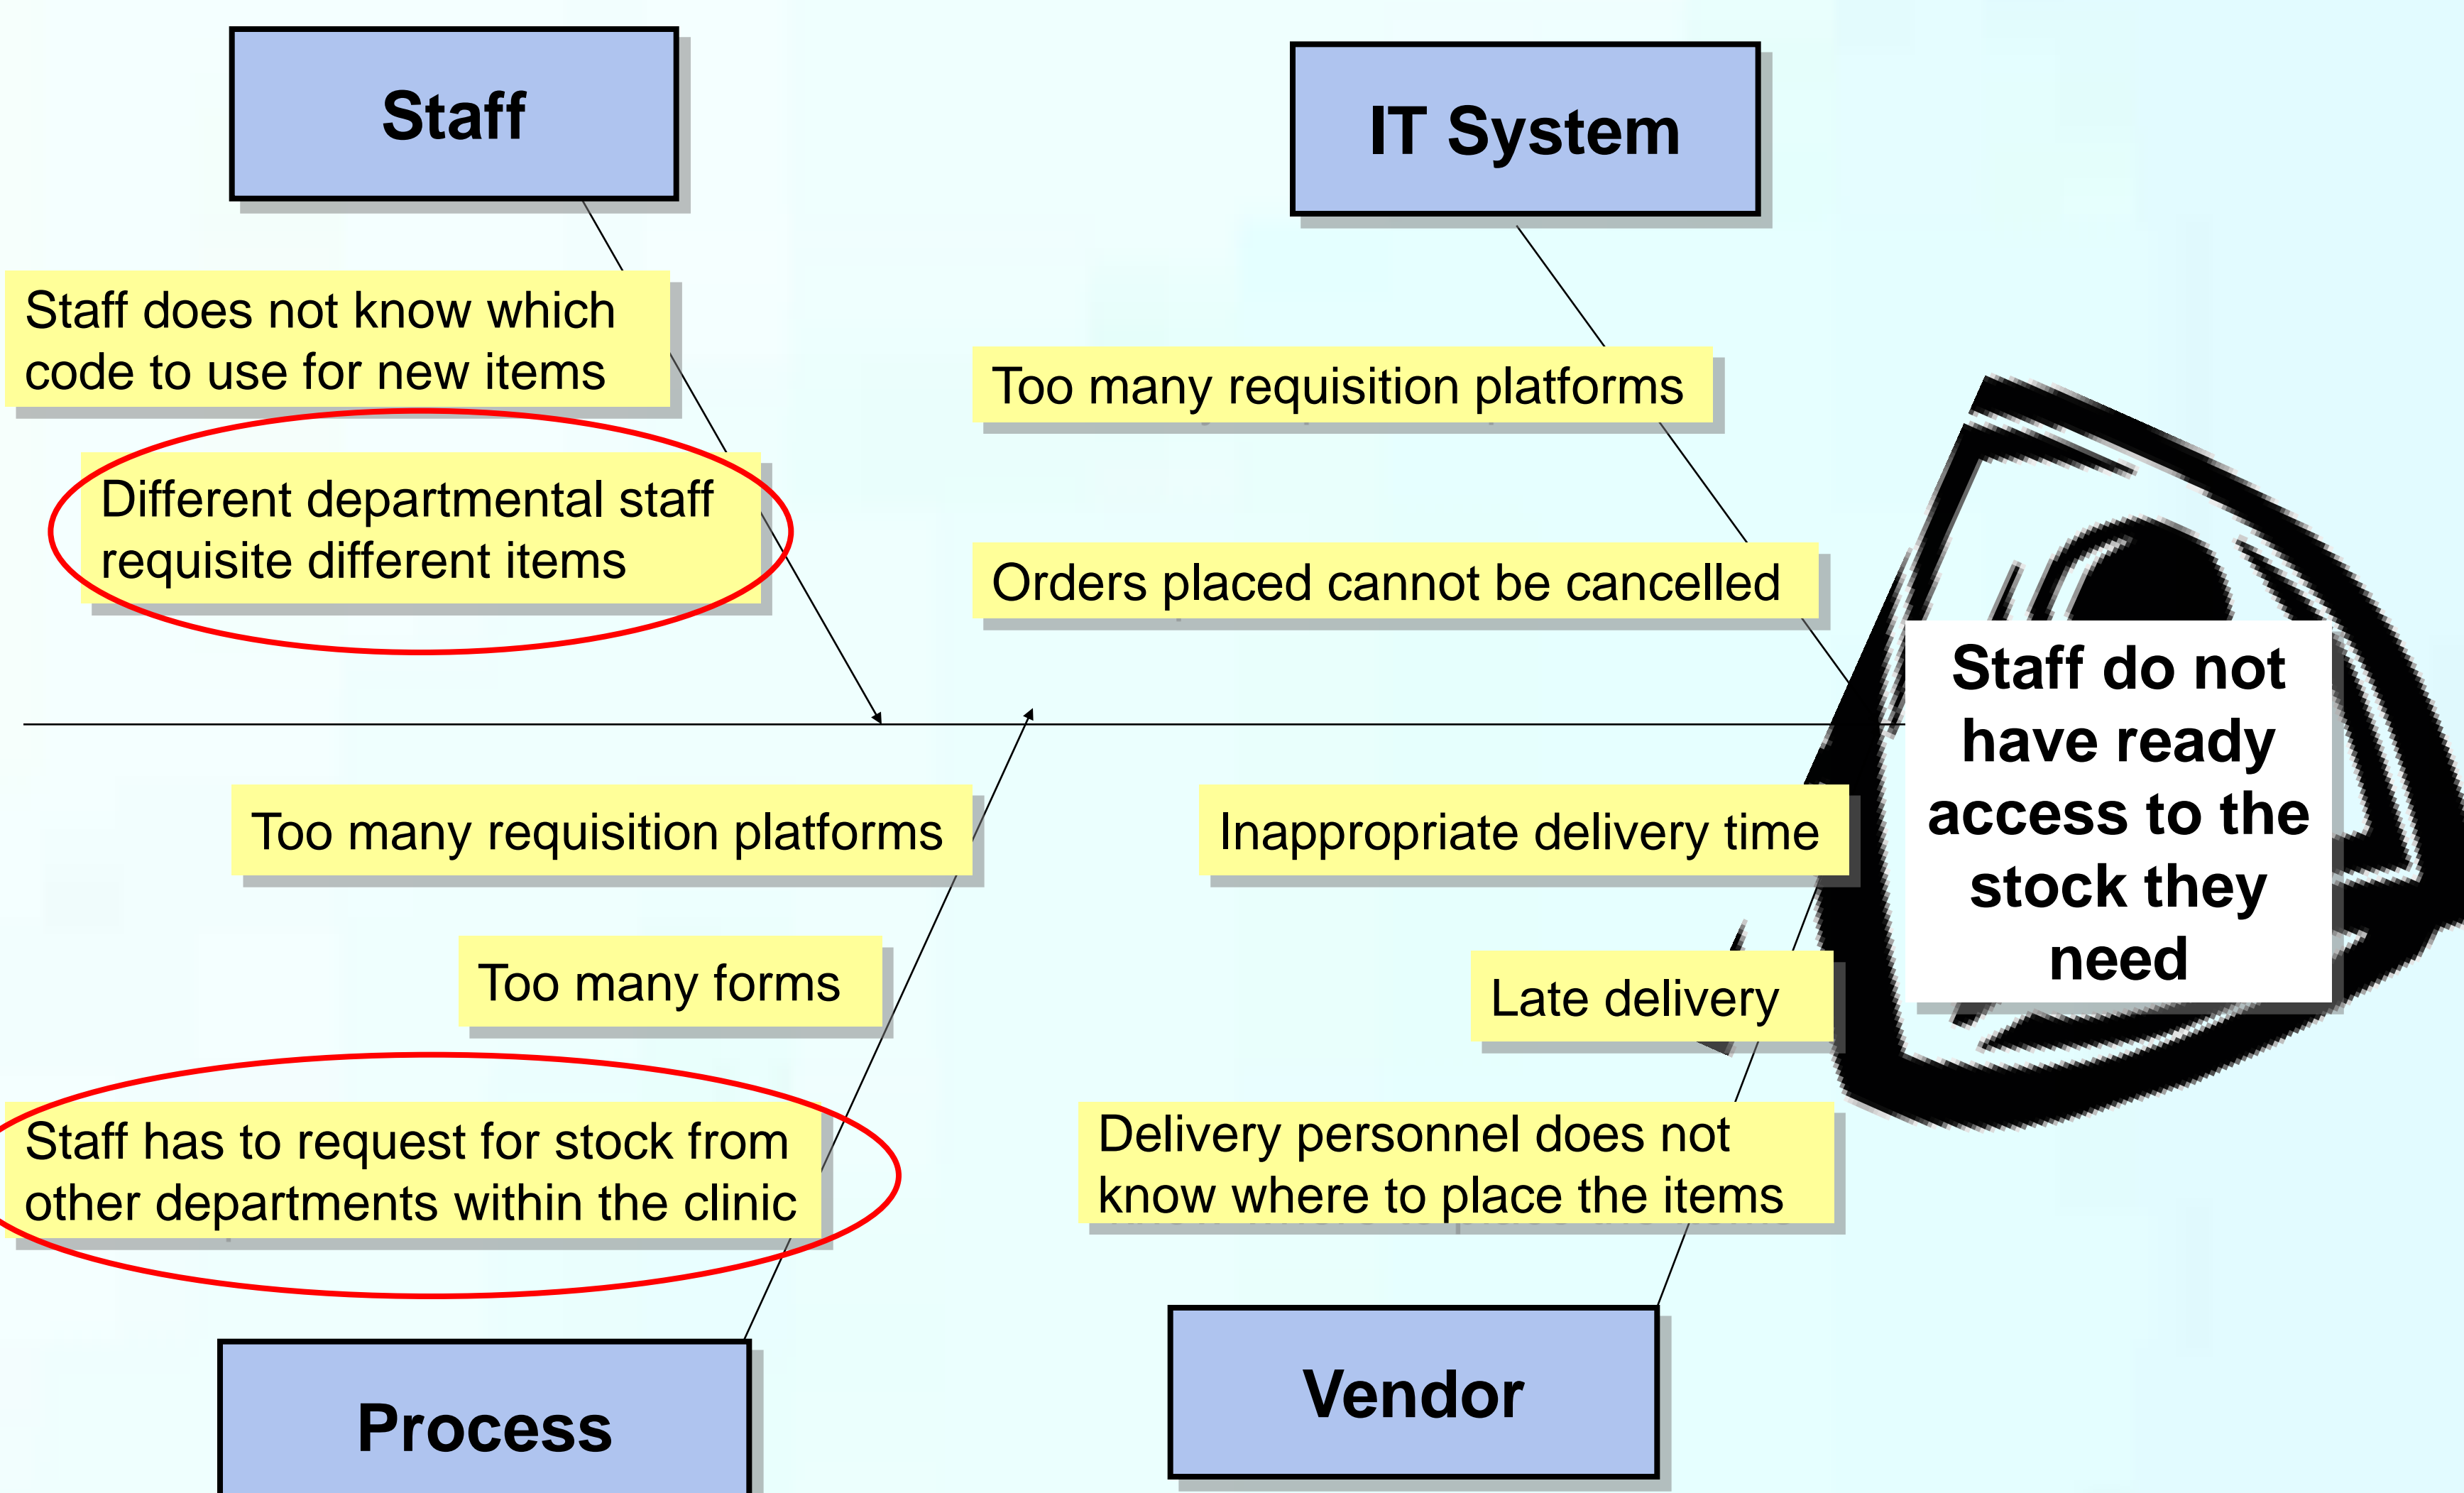 Staff
IT System
Staff does not know which
code to use for new items
Too many requisition platforms
Different departmental staff
requisite different items
Orders placed cannot be cancelled
Staff do not
have ready
access to the
stock they
need
Too many requisition platforms
Inappropriate delivery time
Too many forms
Late delivery
Staff has to request for stock from
other departments within the clinic
Delivery personnel does not
know where to place the items
Process
Vendor